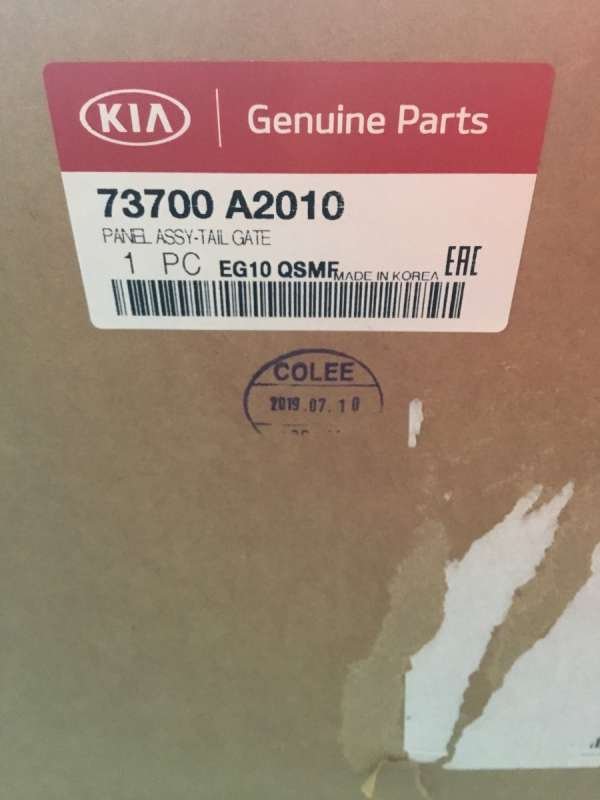 KIA Genuine Parts
73700 A2010
PANEL ASSY-TAIL GATE
1 PC EG10 QSMF MADE IN KOREA EAC
COLEE
2019.07.10